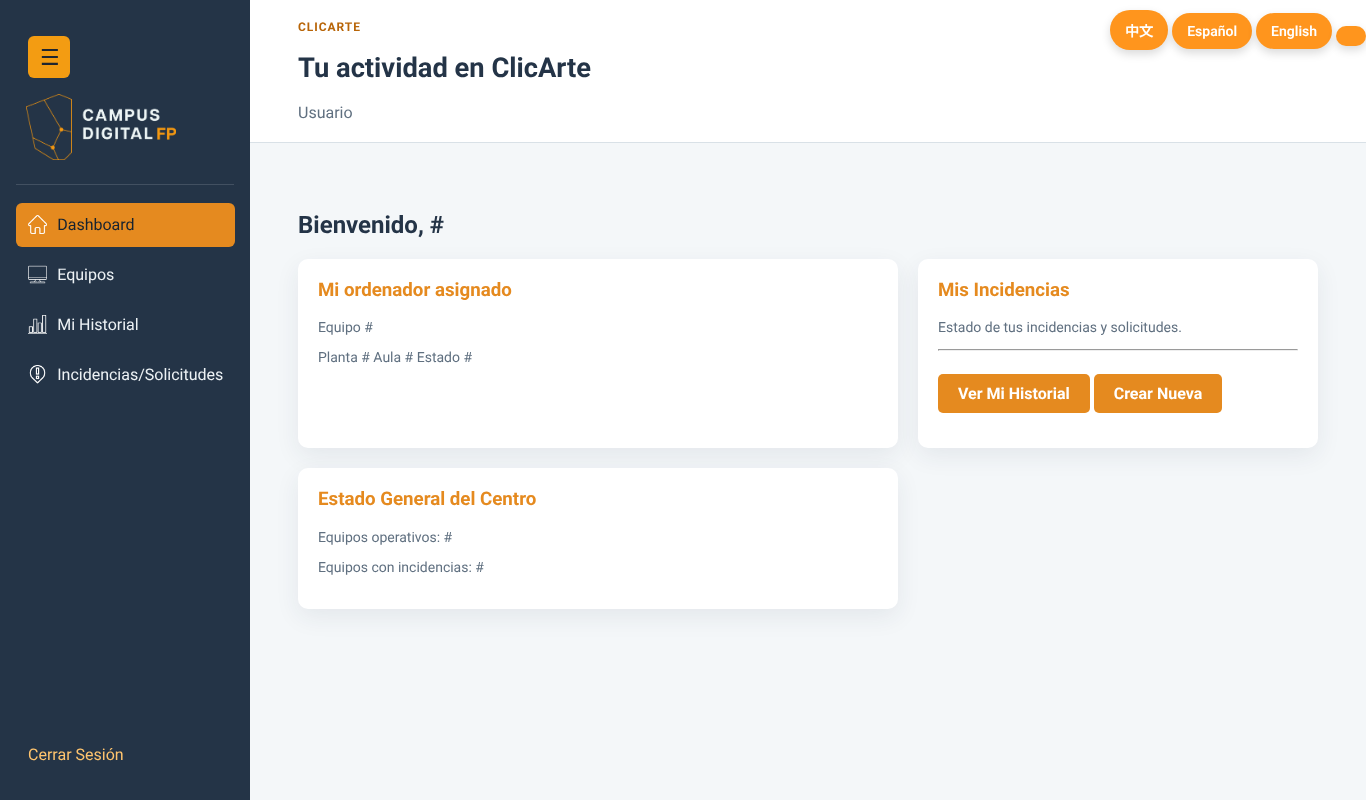 ☰
CAMPUS
DIGITAL FP
Dashboard
Equipos
Mi Historial
Incidencias/Solicitudes
Cerrar Sesión
CLICARTE
Tu actividad en ClicArte
Usuario
中文
Español
English
Bienvenido, #
Mi ordenador asignado
Equipo #
Planta # Aula # Estado #
Mis Incidencias
Estado de tus incidencias y solicitudes.
Ver Mi Historial
Crear Nueva
Estado General del Centro
Equipos operativos: #
Equipos con incidencias: #